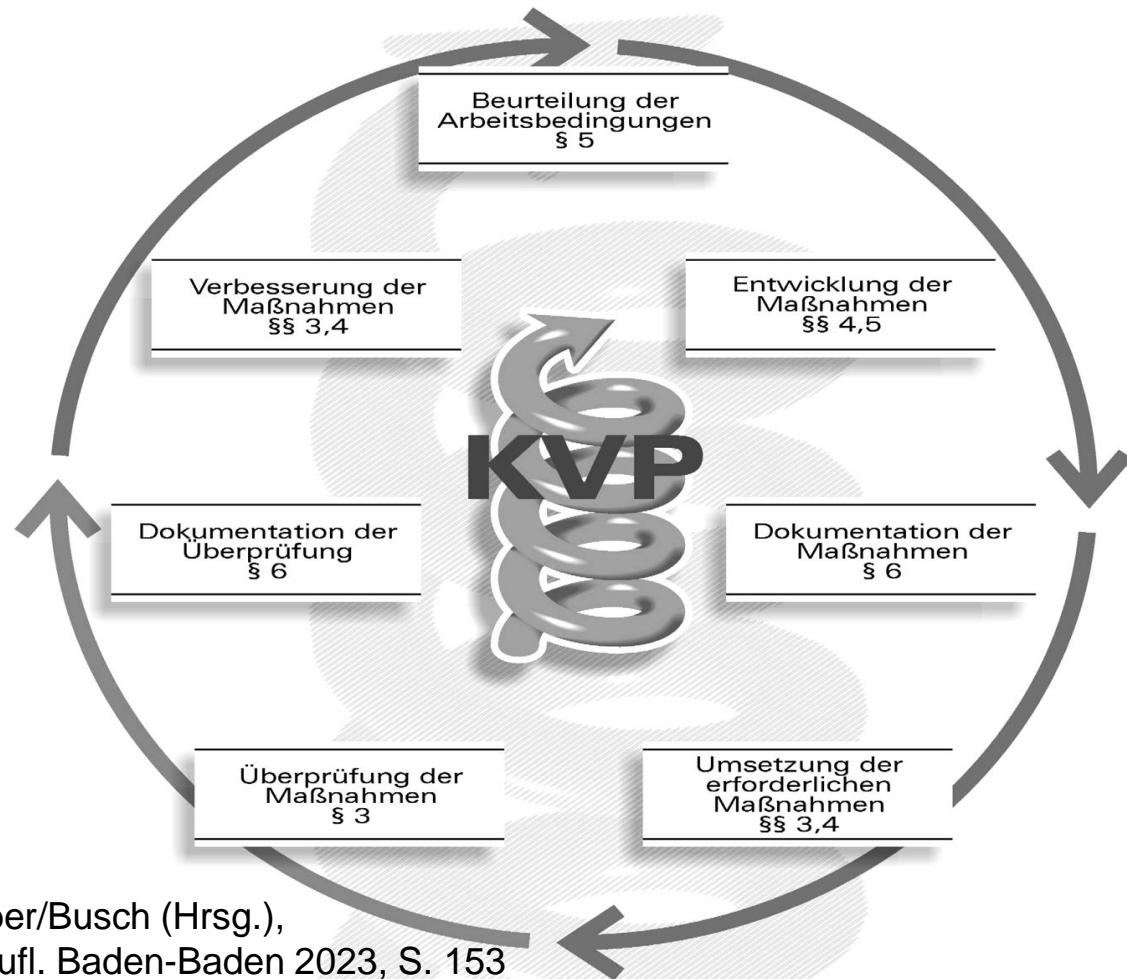 Beurteilung der
Arbeitsbedingungen
§ 5
Verbesserung der
Maßnahmen
§§ 3,4
Entwicklung der
Maßnahmen
§§ 4,5
KVP
Dokumentation der
Überprüfung
§ 6
Dokumentation der
Maßnahmen
§ 6
Überprüfung der
Maßnahmen
§ 3
Umsetzung der
erforderlichen
Maßnahmen
§§ 3,4
/Busch (Hrsg.),
Baden-Baden 2023, S. 153